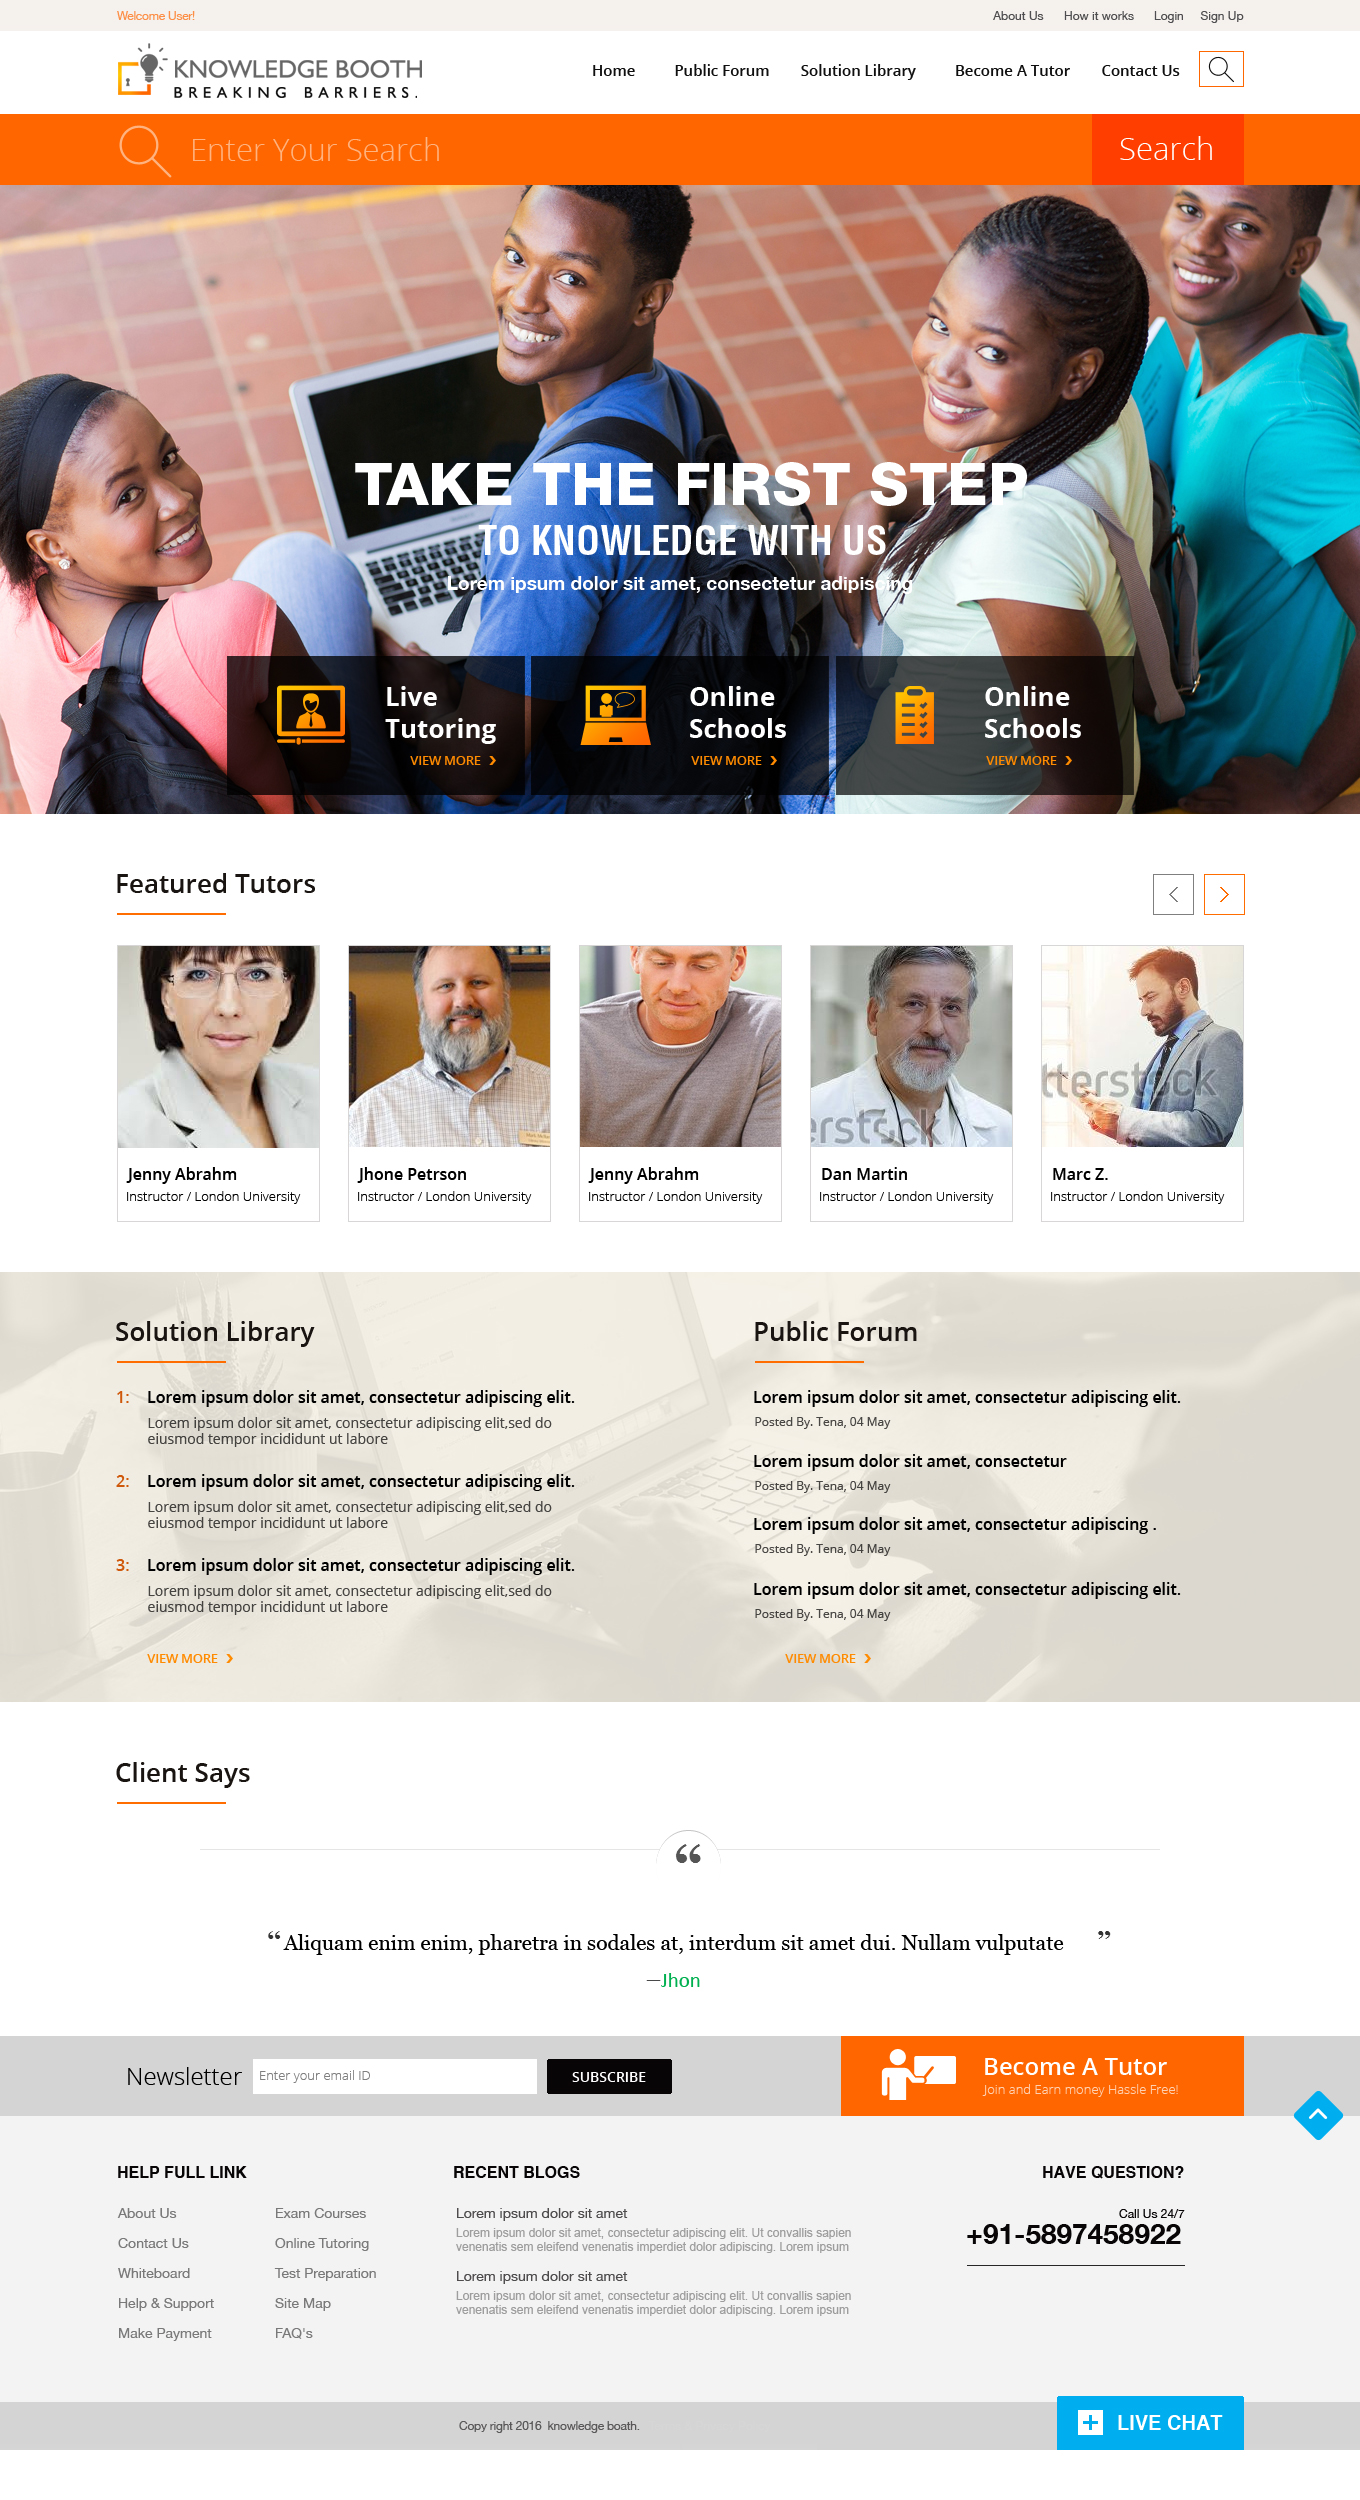 Welcome User!
About Us How it works Login Sign Up
KNOWLEDGE BOOTH
BREAKING BARRIERS.
Home Public Forum Solution Library Become A Tutor Contact Us
Enter Your Search
Search
TAKE THE FIRST STEP
TO KNOWLEDGE WITH US
Lorem ipsum dolor sit amet, consectetur adipiscing
Live
Tutoring
VIEW MORE
Online
Schools
VIEW MORE
Online
Schools
VIEW MORE
Featured Tutors
Jenny Abrahm
Instructor / London University
Jhone Petrson
Instructor / London University
Jenny Abrahm
Instructor / London University
erstock
Dan Martin
Instructor / London University
tterstock
Marc Z.
Instructor / London University
Solution Library
1: Lorem ipsum dolor sit amet, consectetur adipiscing elit.
Lorem ipsum dolor sit amet, consectetur adipiscing elit,sed do
eiusmod tempor incididunt ut labore
2: Lorem ipsum dolor sit amet, consectetur adipiscing elit.
Lorem ipsum dolor sit amet, consectetur adipiscing elit,sed do
eiusmod tempor incididunt ut labore
3: Lorem ipsum dolor sit amet, consectetur adipiscing elit.
Lorem ipsum dolor sit amet, consectetur adipiscing elit,sed do
eiusmod tempor incididunt ut labore
VIEW MORE
Public Forum
Lorem ipsum dolor sit amet, consectetur adipiscing elit.
Posted By. Tena, 04 May
Lorem ipsum dolor sit amet, consectetur
Posted By. Tena, 04 May
Lorem ipsum dolor sit amet, consectetur adipiscing .
Posted By. Tena, 04 May
Lorem ipsum dolor sit amet, consectetur adipiscing elit.
Posted By. Tena, 04 May
VIEW MORE
Client Says
“
“Aliquam enim enim, pharetra in sodales at, interdum sit amet dui. Nullam vulputate ”
—Jhon
Newsletter
Enter your email ID
SUBSCRIBE
Become A Tutor
Join and Earn money Hassle Free!
HELP FULL LINK
About Us
Contact Us
Whiteboard
Help & Support
Make Payment
Exam Courses
Online Tutoring
Test Preparation
Site Map
FAQ's
RECENT BLOGS
Lorem ipsum dolor sit amet
Lorem ipsum dolor sit amet, consectetur adipiscing elit. Ut convallis sapien
venenatis sem eleifend venenatis imperdiet dolor adipiscing. Lorem ipsum
Lorem ipsum dolor sit amet
Lorem ipsum dolor sit amet, consectetur adipiscing elit. Ut convallis sapien
venenatis sem eleifend venenatis imperdiet dolor adipiscing. Lorem ipsum
HAVE QUESTION?
Call Us 24/7
+91-5897458922
Copy right 2016 knowledge boath.
LIVE CHAT